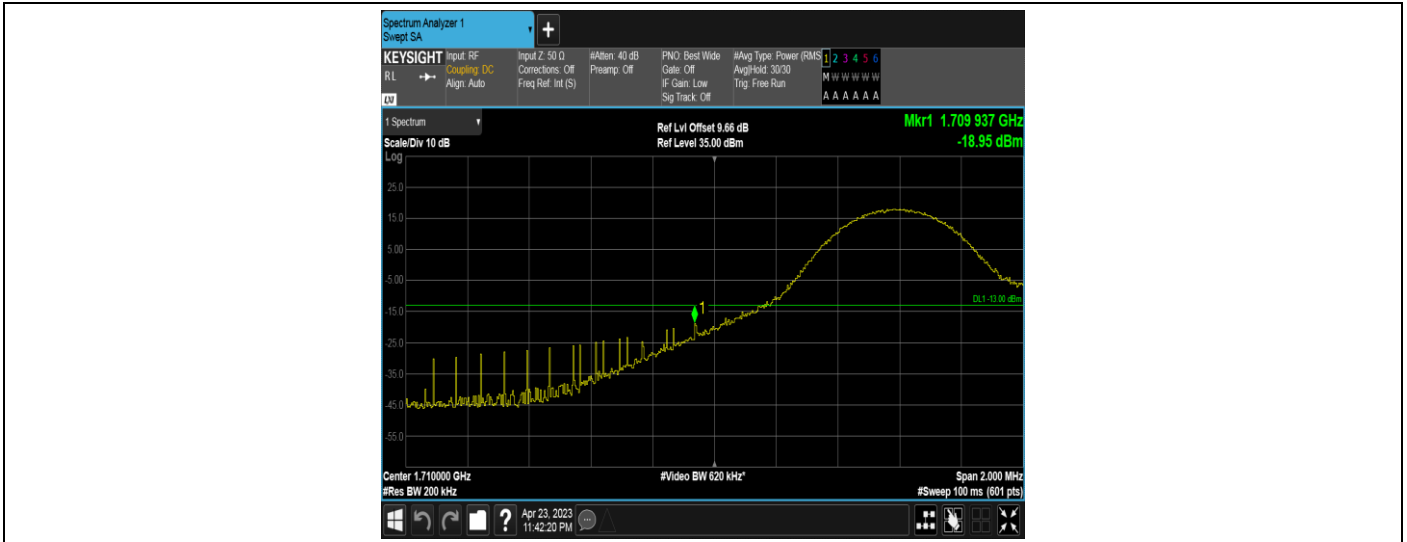 Spectrum Analyzer 1
Swept SA
KEYSIGHT
RL
LXI
Input: RF
Coupling: DC
Align: Auto
Input Z: 50 Ω
Corrections: Off
Freq Ref: Int (S)
#Atten: 40 dB
Preamp: Off
PNO: Best Wide
Gate: Off
IF Gain: Low
Sig Track: Off
#Avg Type: Power (RMS
Avg|Hold: 30/30
Trig: Free Run
1 2 3 4 5 6
M W W W W W
A A A A A A
1 Spectrum
Scale/Div 10 dB
Ref Lvl Offset 9.66 dB
Ref Level 35.00 dBm
Mkr1 1.709 937 GHz
-18.95 dBm
Log
25.0
15.0
5.00
-5.00
-15.0
-25.0
-35.0
-45.0
-55.0
1
DL1 -13.00 dBm
Center 1.710000 GHz
#Video BW 620 kHz*
Span 2.000 MHz
#Res BW 200 kHz
#Sweep 100 ms (601 pts)
?
Apr 23, 2023
11:42:20 PM